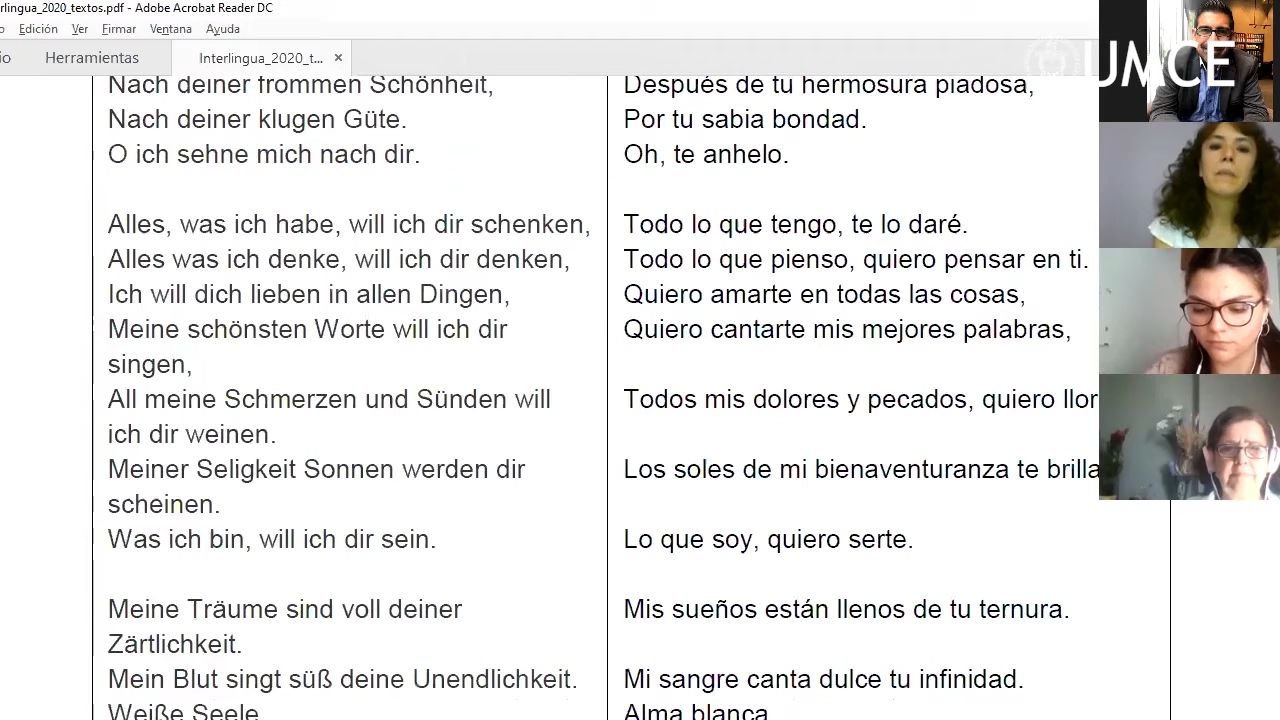 rlingua_2020_textos.pdf - Adobe Acrobat Reader DC
o Edición Ver Firmar Ventana Ayuda
io Herramientas Interlingua_2020_t... ×
UMCE
Nach deiner frommen Schönheit,
Nach deiner klugen Güte.
O ich sehne mich nach dir.
Alles, was ich habe, will ich dir schenken,
Alles was ich denke, will ich dir denken,
Ich will dich lieben in allen Dingen,
Meine schönsten Worte will ich dir
singen,
All meine Schmerzen und Sünden will
ich dir weinen.
Meiner Seligkeit Sonnen werden dir
scheinen.
Was ich bin, will ich dir sein.
Meine Träume sind voll deiner
Zärtlichkeit.
Mein Blut singt süß deine Unendlichkeit.
Weiße Seele
Después de tu hermosura piadosa,
Por tu sabia bondad.
Oh, te anhelo.
Todo lo que tengo, te lo daré.
Todo lo que pienso, quiero pensar en ti.
Quiero amarte en todas las cosas,
Quiero cantarte mis mejores palabras,
Todos mis dolores y pecados, quiero llor
Los soles de mi bienaventuranza te brilla
Lo que soy, quiero serte.
Mis sueños están llenos de tu ternura.
Mi sangre canta dulce tu infinidad.
Alma blanca